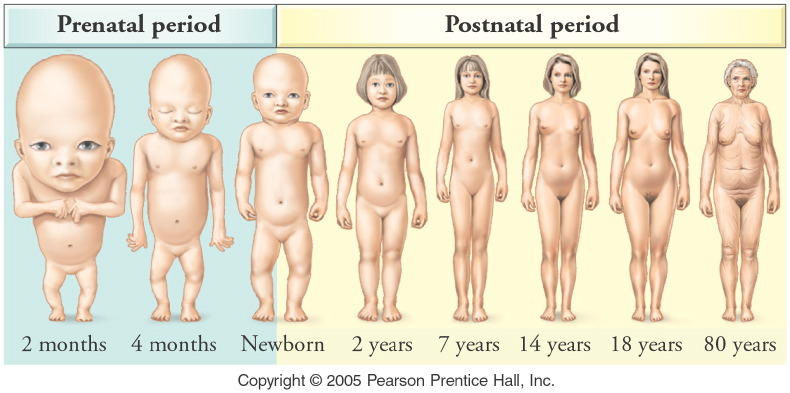 Prenatal period
Postnatal period
2 months 4 months Newborn 2 years 7 years 14 years 18 years 80 years
Copyright © 2005 Pearson Prentice Hall, Inc.